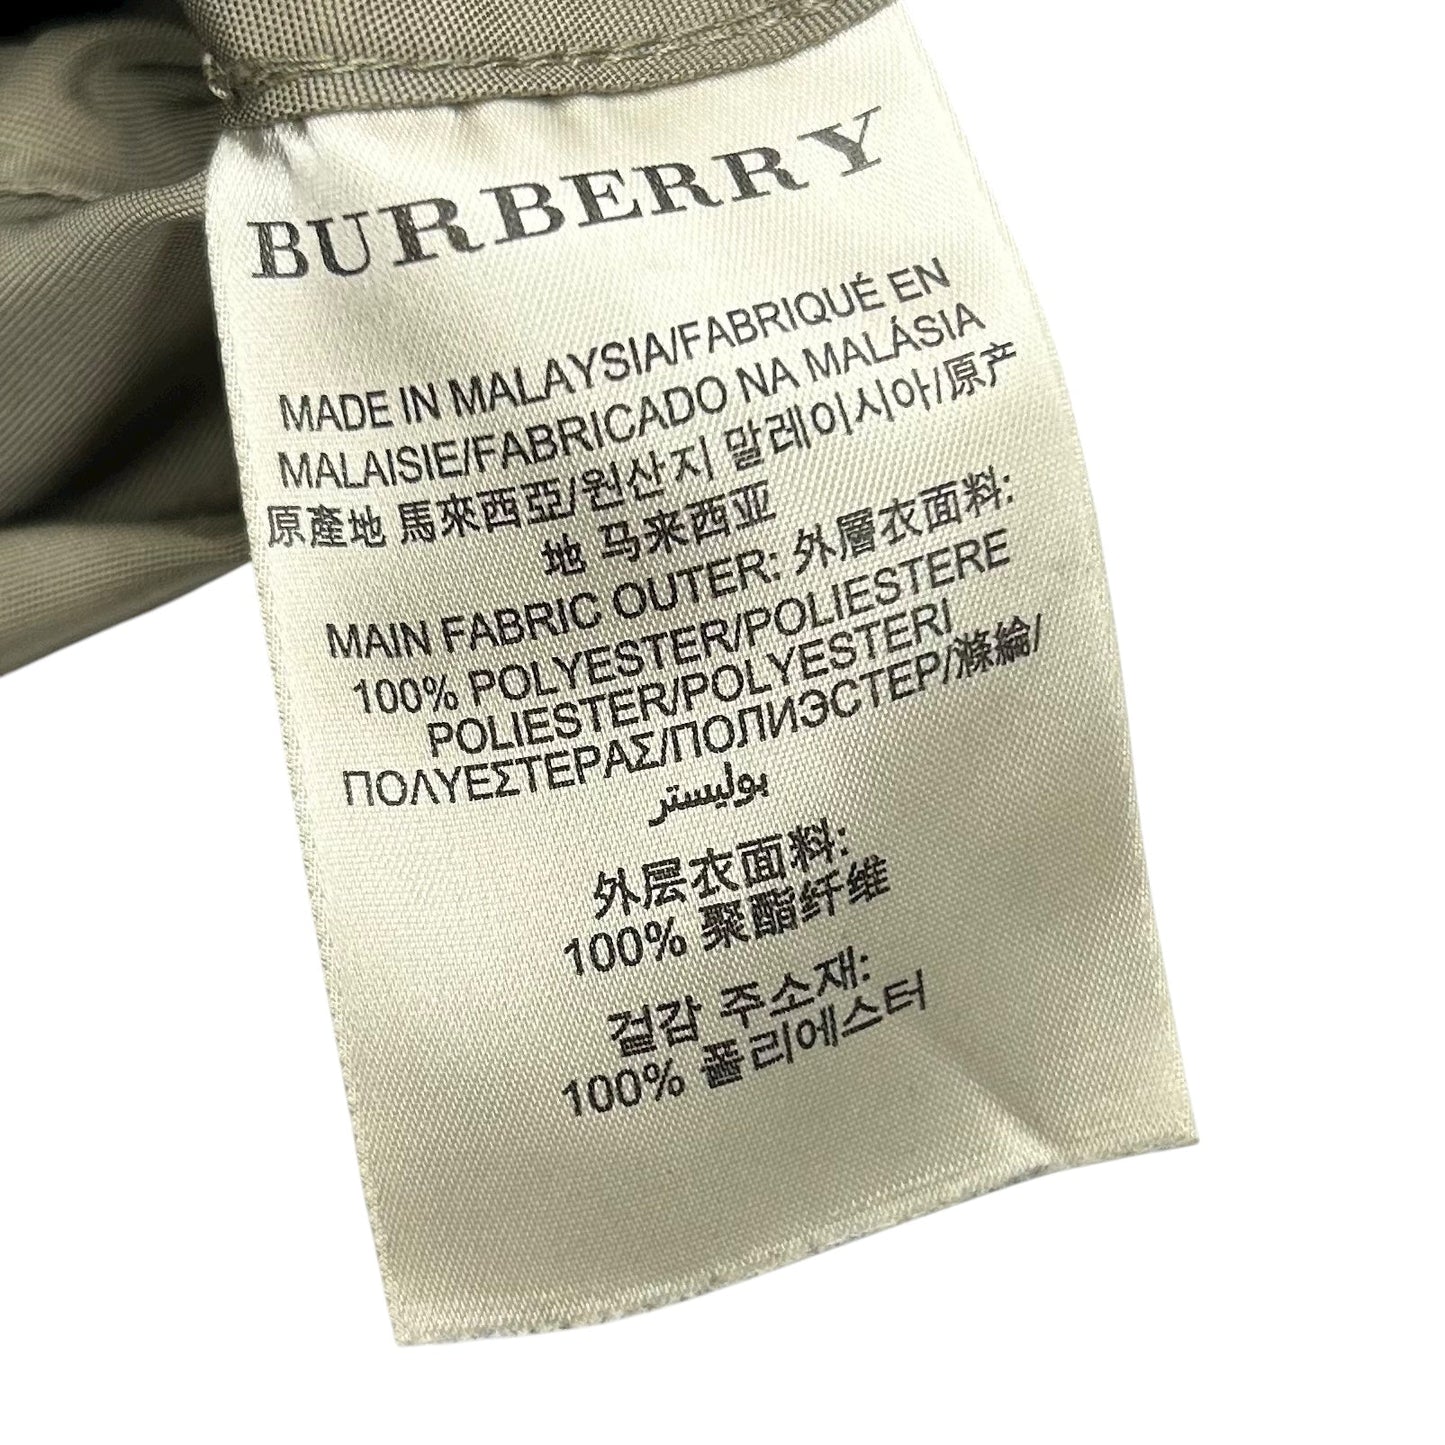 BURBERRY
MADE IN MALAYSIA/FABRIQUÉ EN
MALAISIE/FABRICADO NA MALÁSIA
原產地 馬來西亞/원산지 말레이시아/原产
地 马来西亚
MAIN FABRIC OUTER: 外層衣面料:
100% POLYESTER/POLIESTERE
POLIESTER/POLYESTERI
ΠΟΛΥΕΣΤΕΡΑΣ/ПОЛИЭСТЕР/滌綸/
بوليستر
外层衣面料:
100% 聚酯纤维
겉감 주소재:
100% 폴리에스터